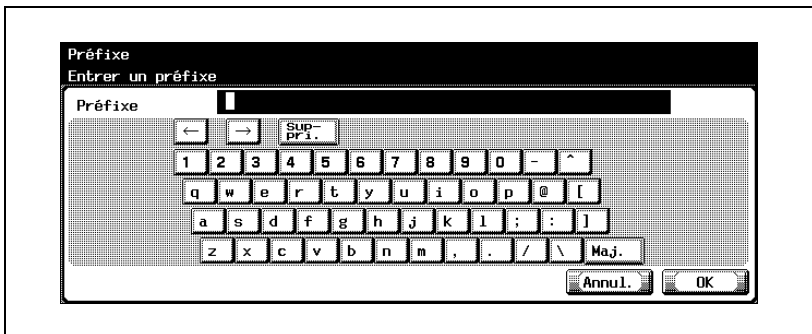 Préfixe
Entrer un préfixe
Préfixe
← → Sup-
pri.
1 2 3 4 5 6 7 8 9 0 - ^
q w e r t y u i o p @ [
a s d f g h j k l ; : ]
z x c v b n m , . / \ Maj.
Annul. OK